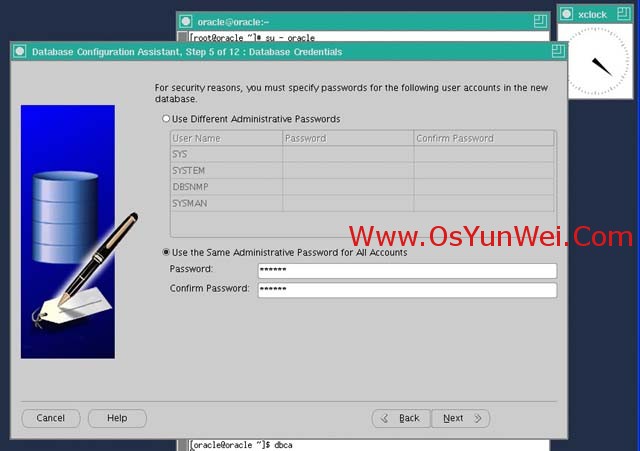 oracle@oracle:~
xclock
[root@oracle ~]# su - oracle
Database Configuration Assistant, Step 5 of 12 : Database Credentials
For security reasons, you must specify passwords for the following user accounts in the new
database.
Use Different Administrative Passwords
User Name Password Confirm Password
SYS
SYSTEM
DBSNMP
SYSMAN
Www.OsYunWei.Com
Use the Same Administrative Password for All Accounts
Password: ******
Confirm Password: ******
Cancel Help Back Next
[oracle@oracle ~]$ dbca